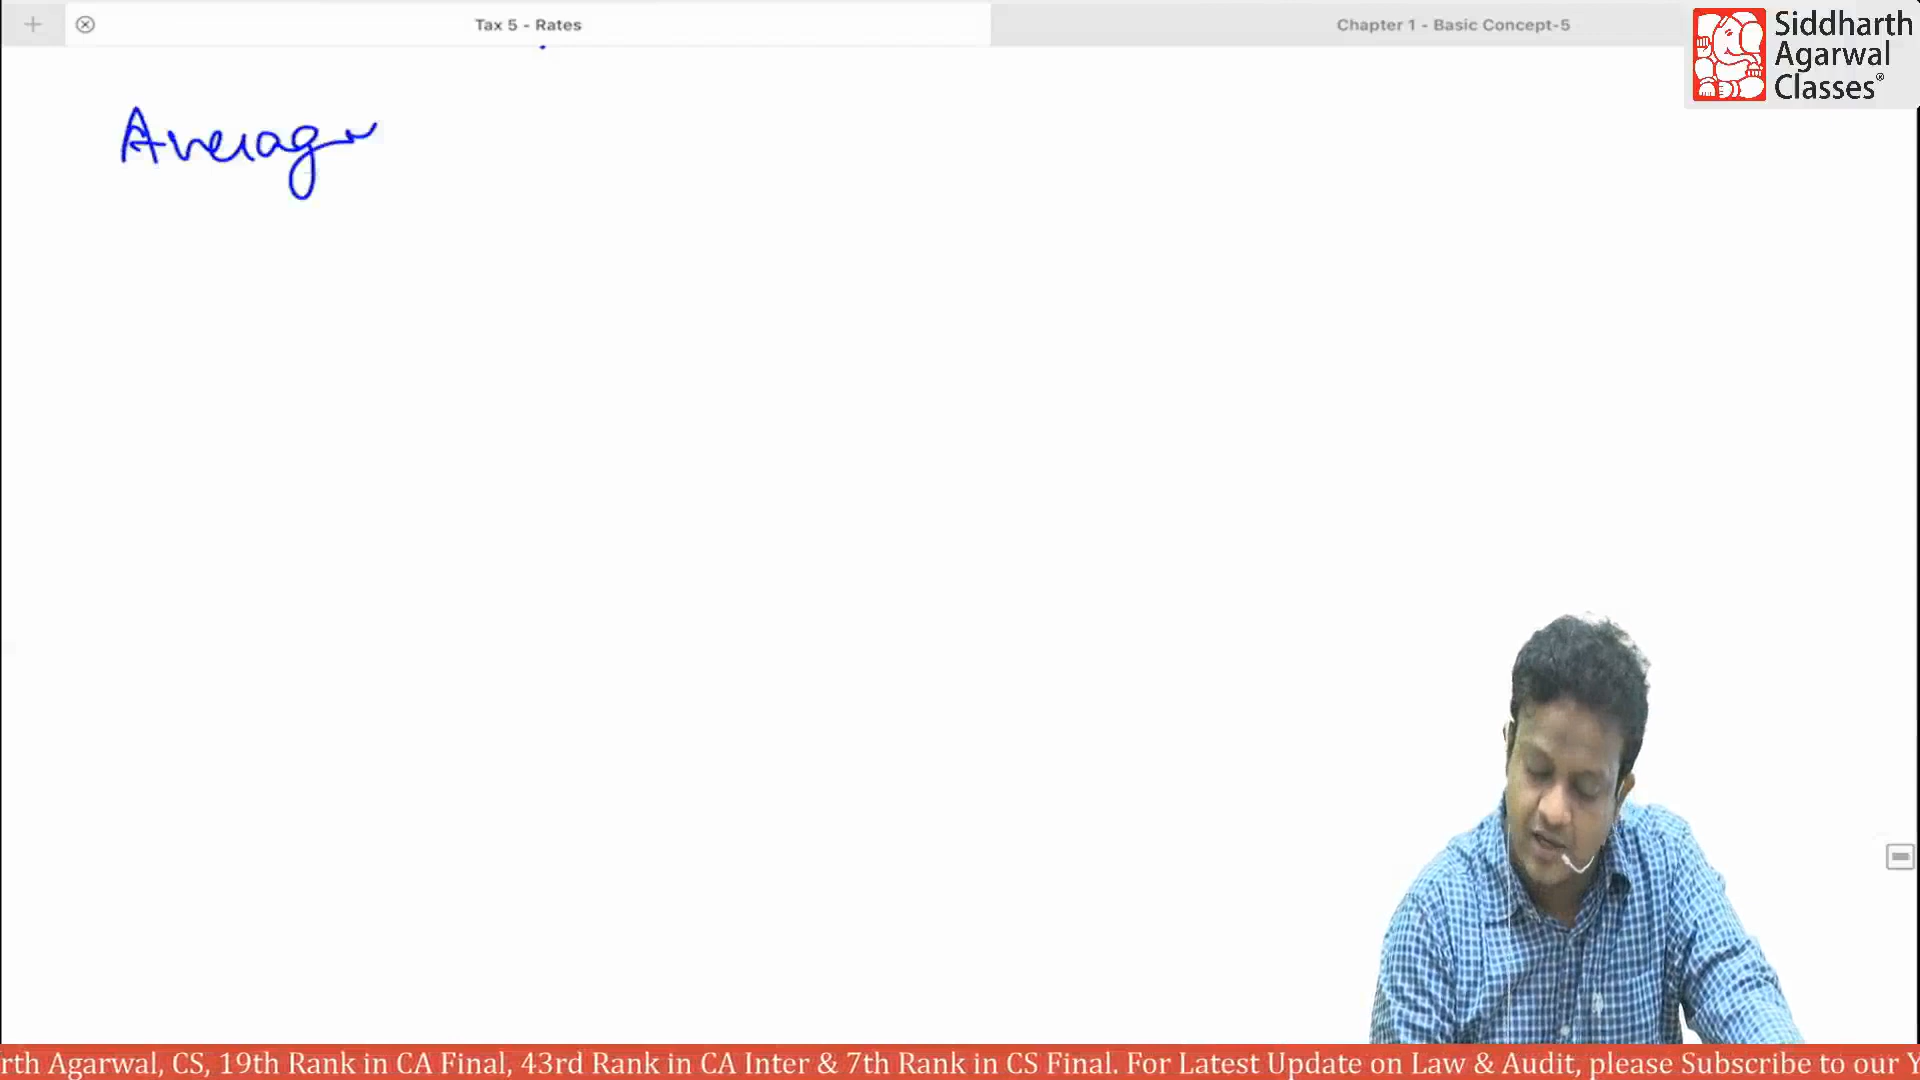 Tax 5 - Rates
Chapter 1 - Basic Concept-5
Siddharth
Agarwal
Classes®
Average
rth Agarwal, CS, 19th Rank in CA Final, 43rd Rank in CA Inter & 7th Rank in CS Final. For Latest Update on Law & Audit, please Subscribe to our Y